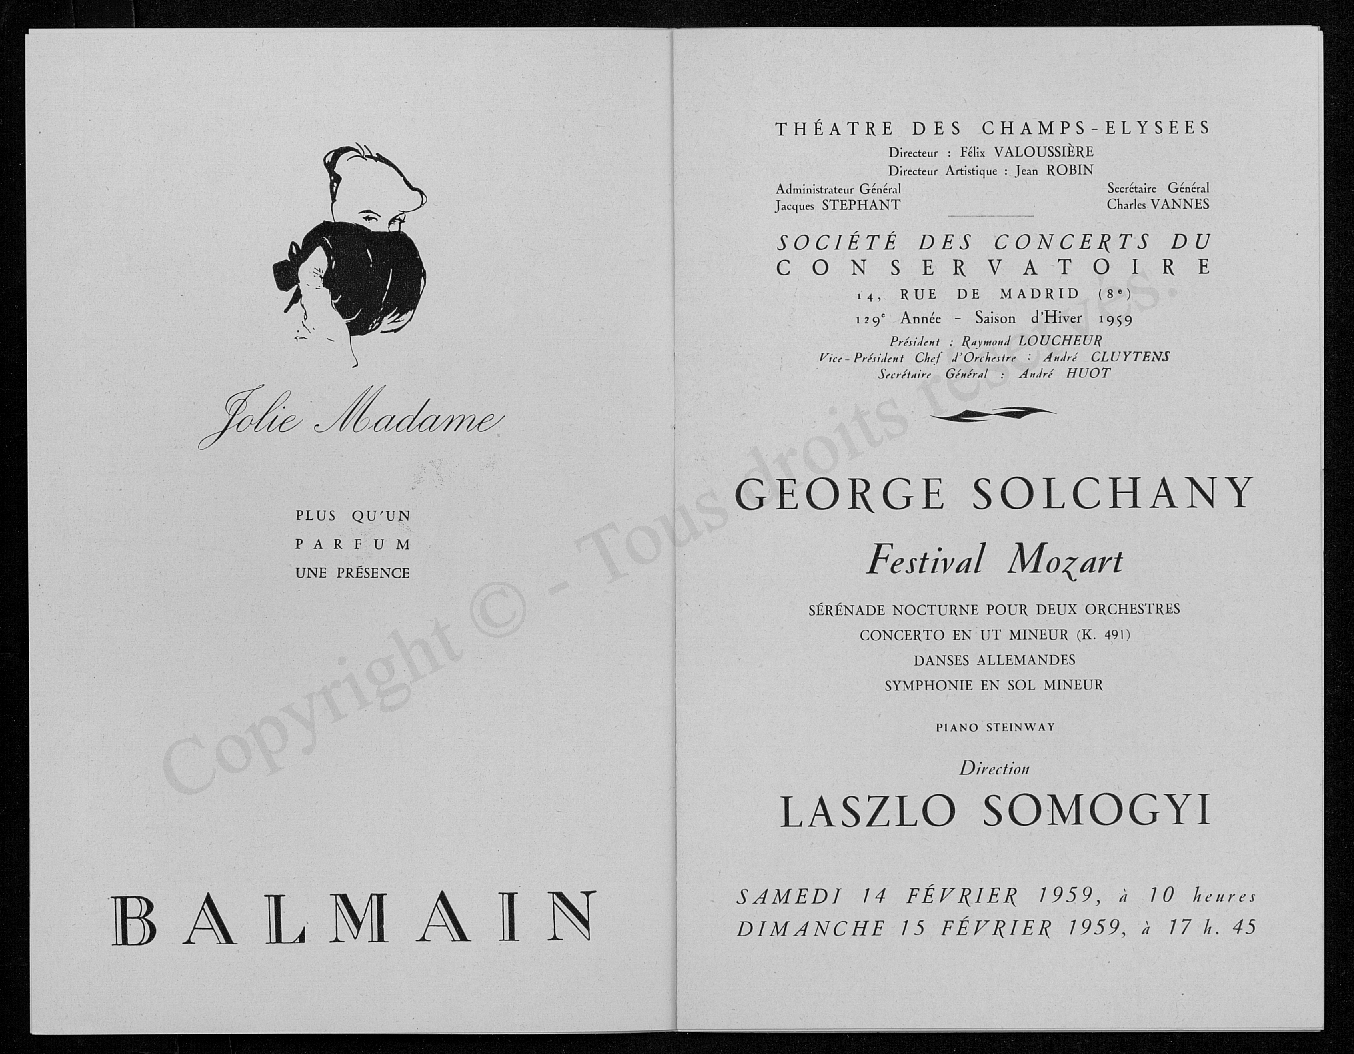 Jolie Madame
PLUS QU'UN
PARFUM
UNE PRÉSENCE
BALMAIN
THÉATRE DES CHAMPS-ELYSEES
Directeur : Félix VALOUSSIÈRE
Directeur Artistique : Jean ROBIN
Administrateur Général
Jacques STEPHANT
Secrétaire Général
Charles VANNES
SOCIÉTÉ DES CONCERTS DU
CONSERVATOIRE
14, RUE DE MADRID (8e)
129e Année - Saison d'Hiver 1959
Président : Raymond LOUCHEUR
Vice-Président Chef d'Orchestre : André CLUYTENS
Secrétaire Général : André HUOT
GEORGE SOLCHANY
Festival Mozart
SÉRÉNADE NOCTURNE POUR DEUX ORCHESTRES
CONCERTO EN UT MINEUR (K. 491)
DANSES ALLEMANDES
SYMPHONIE EN SOL MINEUR
PIANO STEINWAY
Direction
LASZLO SOMOGYI
SAMEDI 14 FÉVRIER 1959, à 10 heures
DIMANCHE 15 FÉVRIER 1959, à 17 h. 45
Copyright © - Tous droits réservés.